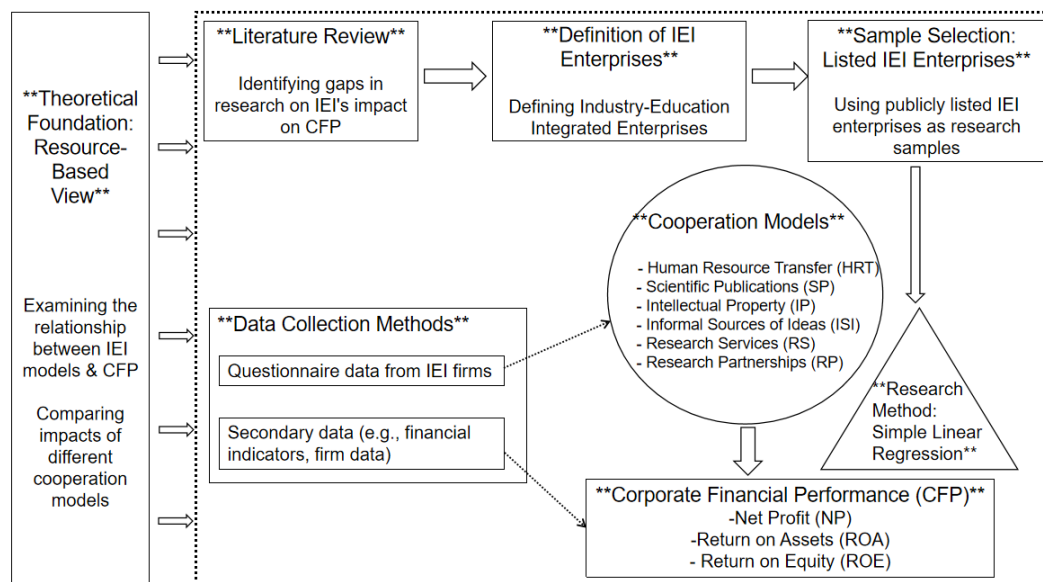 **Theoretical
Foundation:
Resource-
Based
View**
Examining the
relationship
between IEI
models & CFP
Comparing
impacts of
different
cooperation
models
**Literature Review**
Identifying gaps in
research on IEI's impact
on CFP
**Definition of IEI
Enterprises**
Defining Industry-Education
Integrated Enterprises
**Sample Selection:
Listed IEI Enterprises**
Using publicly listed IEI
enterprises as research
samples
**Cooperation Models**
- Human Resource Transfer (HRT)
- Scientific Publications (SP)
- Intellectual Property (IP)
- Informal Sources of Ideas (ISI)
- Research Services (RS)
- Research Partnerships (RP)
**Data Collection Methods**
Questionnaire data from IEI firms
Secondary data (e.g., financial
indicators, firm data)
**Research
Method:
Simple Linear
Regression**
**Corporate Financial Performance (CFP)**
-Net Profit (NP)
-Return on Assets (ROA)
- Return on Equity (ROE)